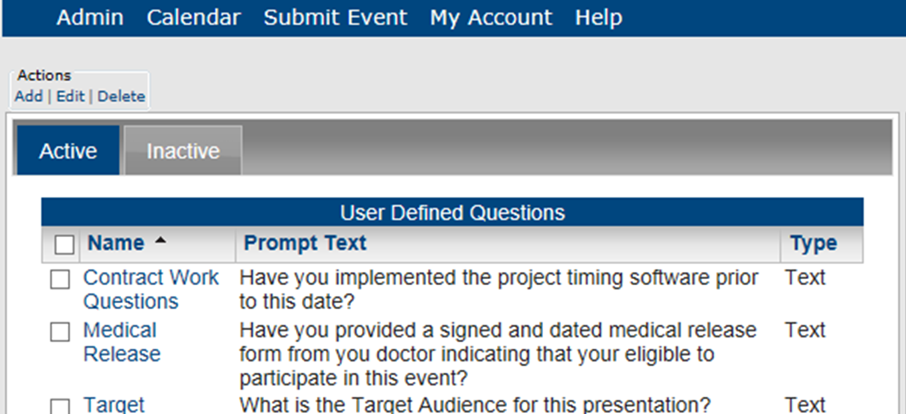 Admin Calendar Submit Event My Account Help
Actions
Add | Edit | Delete
Active Inactive
User Defined Questions
Name Prompt Text Type
Contract Work Have you implemented the project timing software prior Text
Questions to this date?
Medical Have you provided a signed and dated medical release Text
Release form from you doctor indicating that your eligible to
participate in this event?
Target What is the Target Audience for this presentation? Text